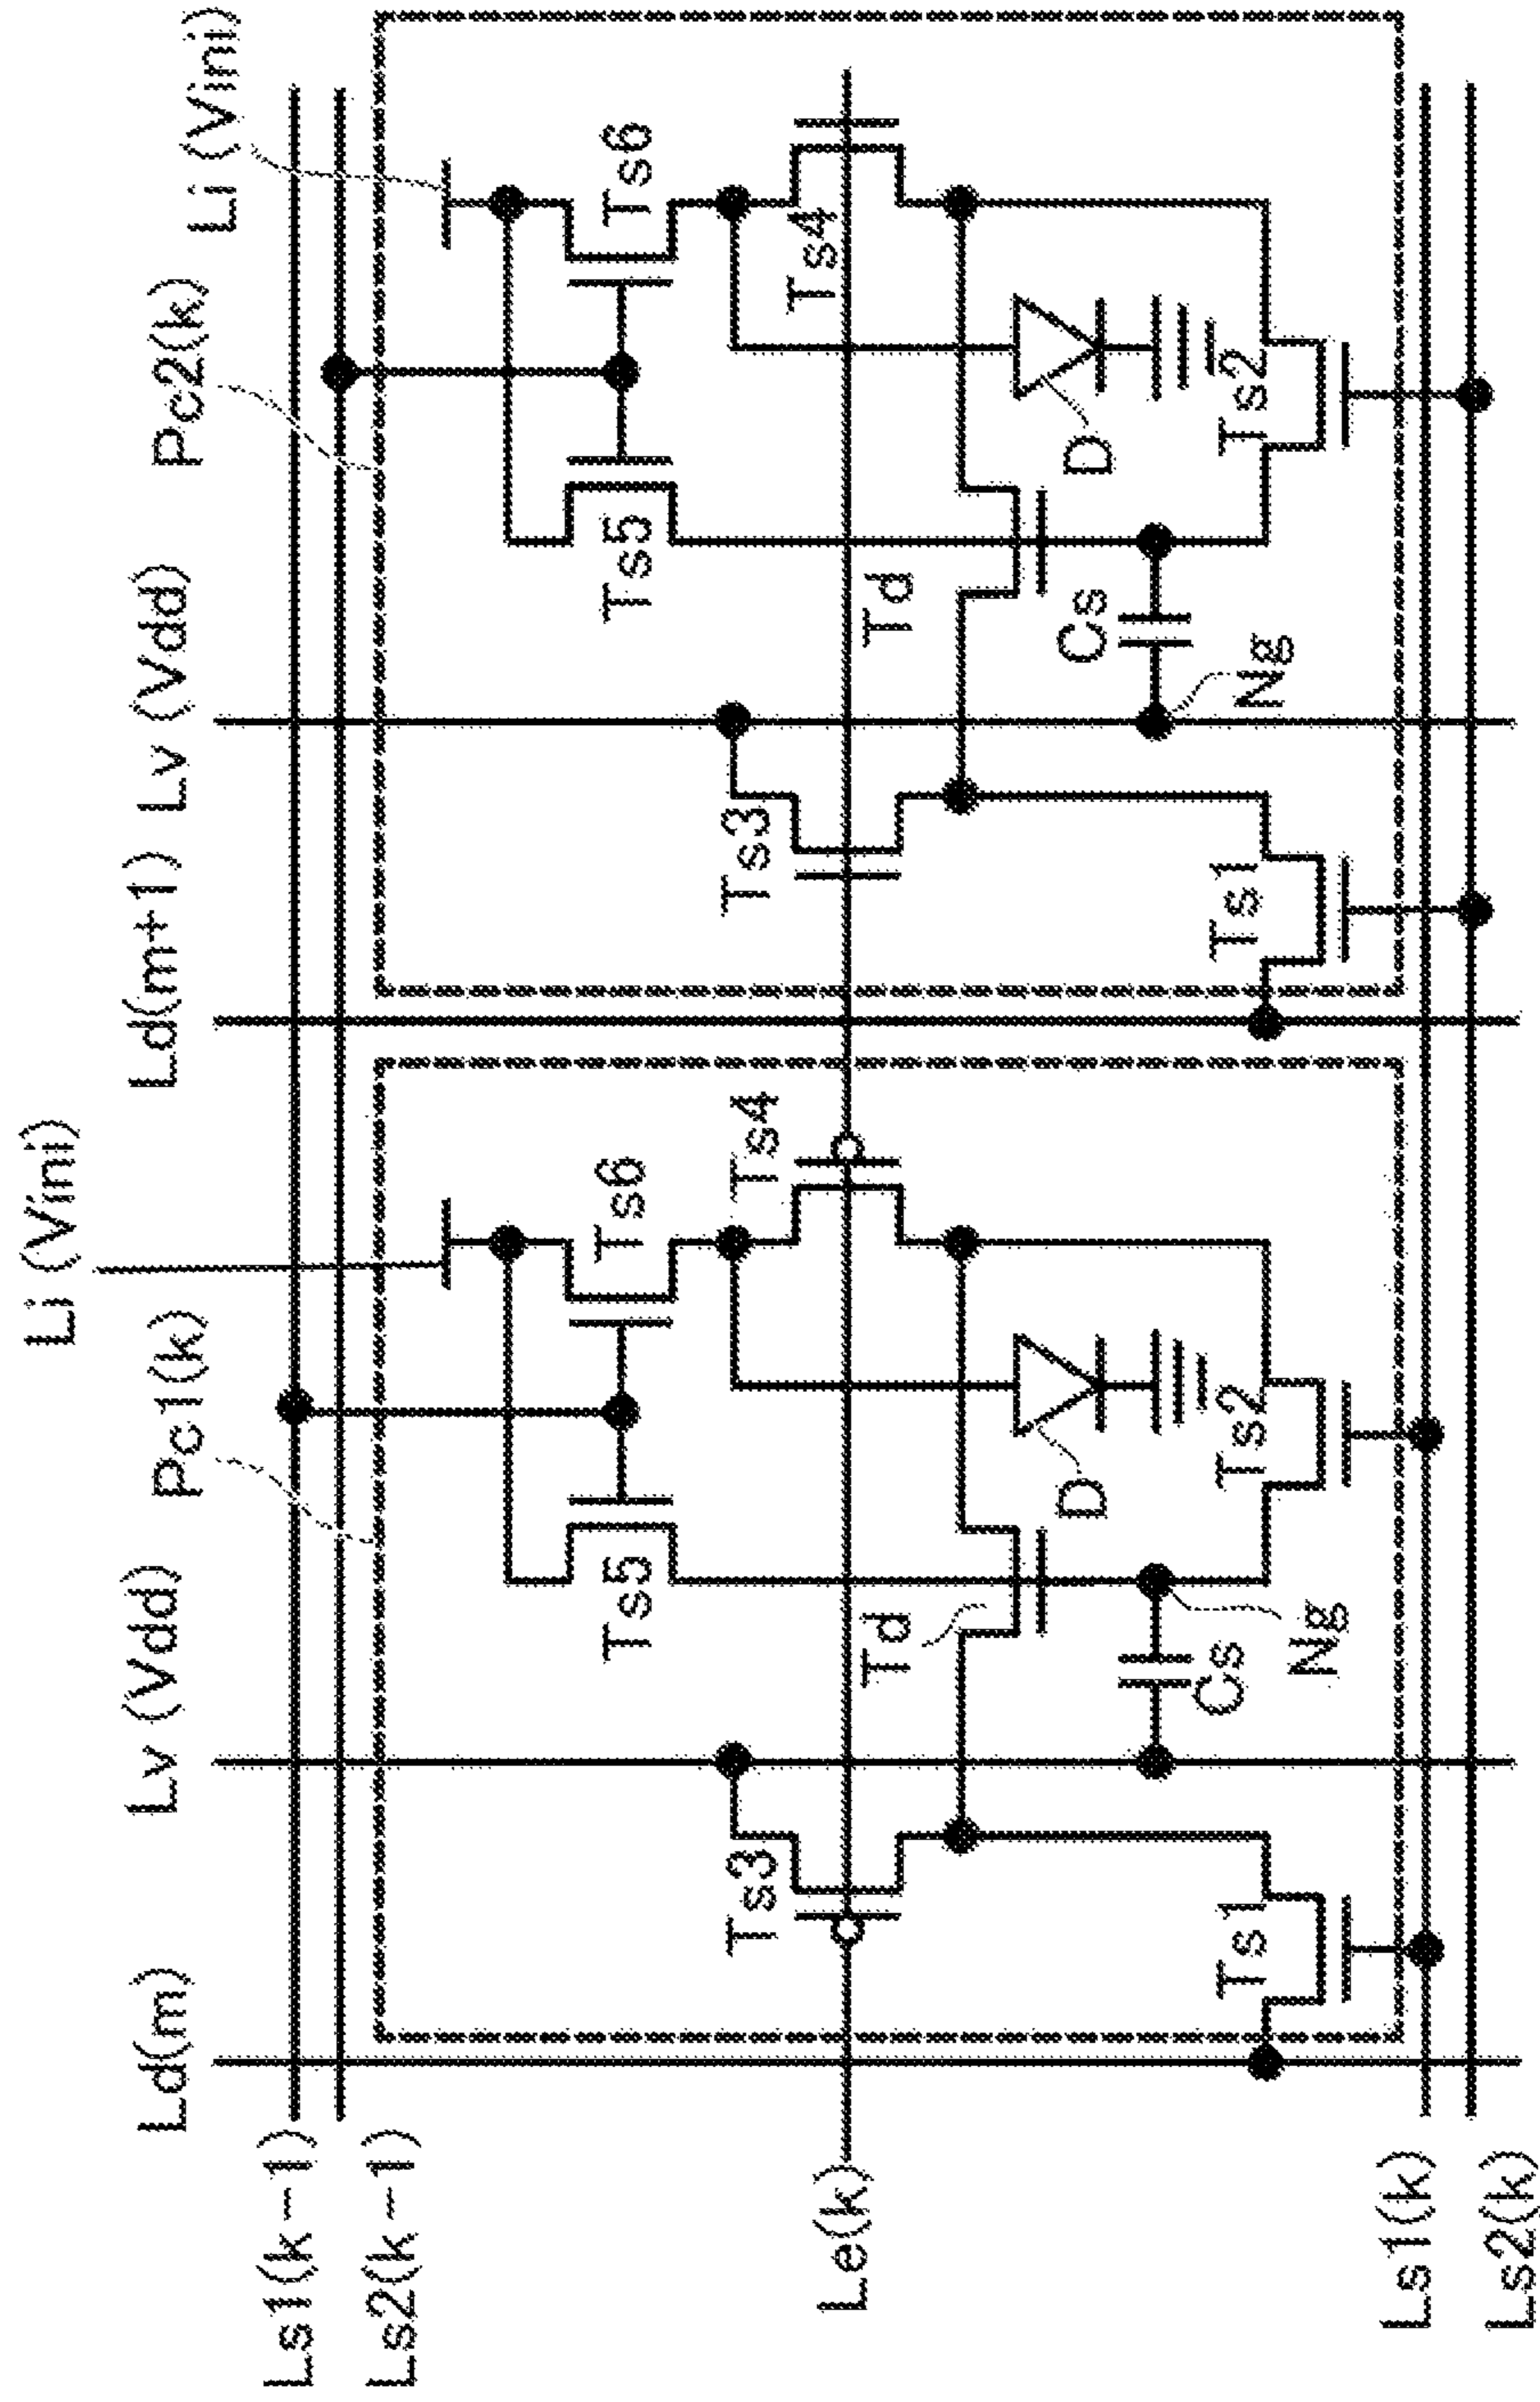 Li (Vini)
Ld(m)
Lv (Vdd)
Pc1(k)
Ld(m+1)
Lv (Vdd)
Pc2(k)
Li (Vini)
Ls1(k-1)
Ls2(k-1)
Ts5
Ts6
Ts5
Ts6
Ts3
Ts4
Ts3
Ts4
Le(k)
Td
Td
D
Cs
D
Cs
Ng
Ng
Ts1
Ts2
Ts1
Ts2
Ls1(k)
Ls2(k)